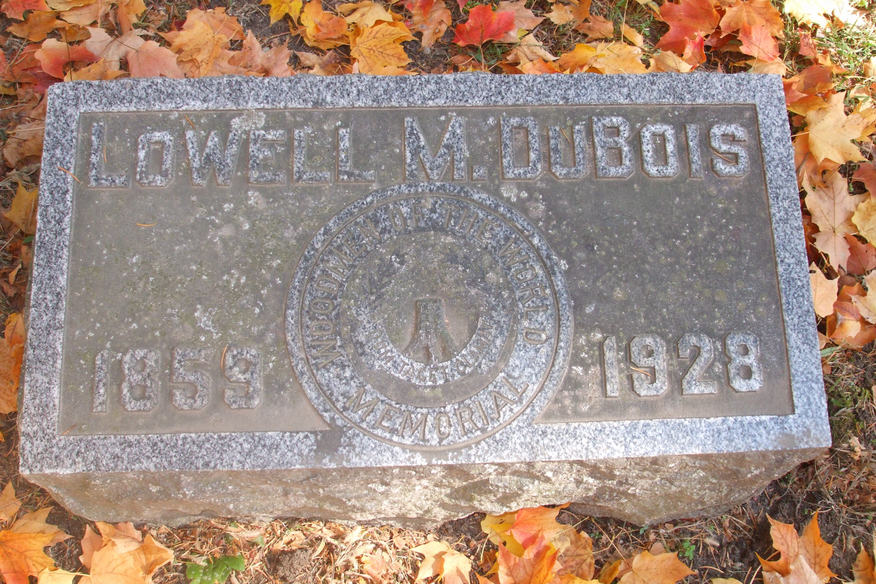 LOWELL M. DUBOIS
WOODMEN OF THE WORLD
MEMORIAL
1859
1928